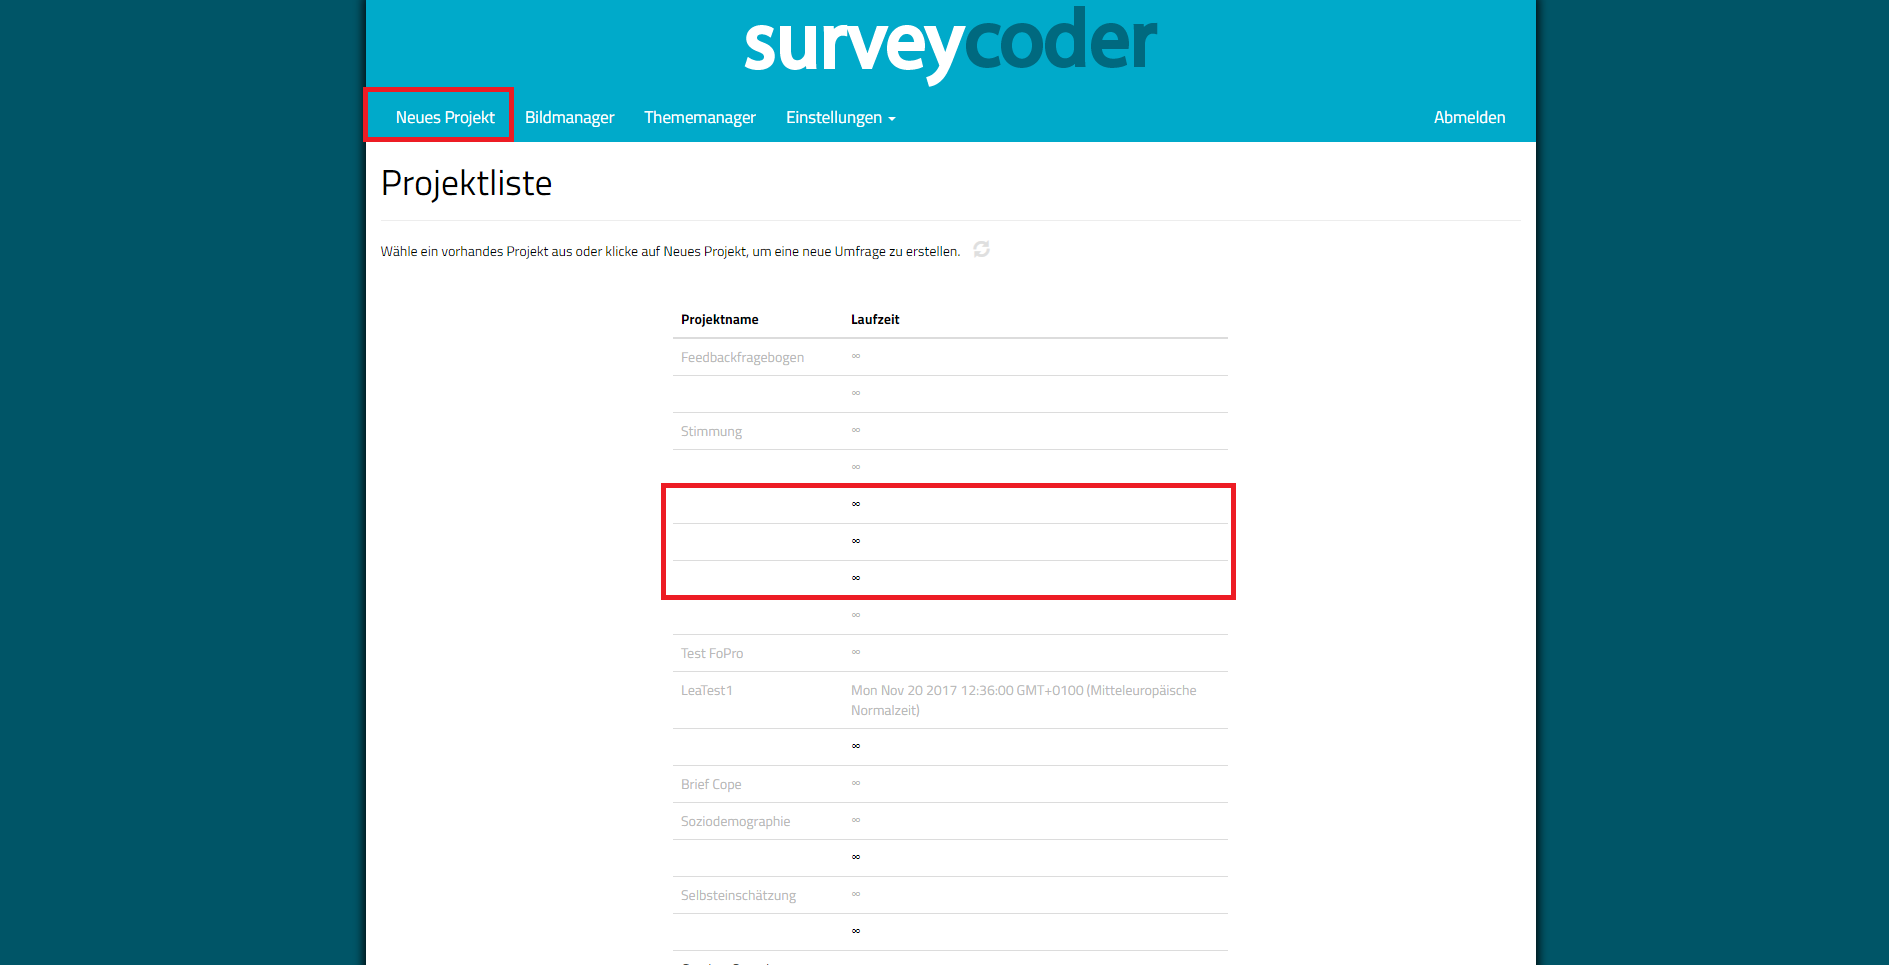 surveycoder
Neues Projekt Bildmanager Thememanager Einstellungen Abmelden
Projektliste
Wähle ein vorhandes Projekt aus oder klicke auf Neues Projekt, um eine neue Umfrage zu erstellen.
Projektname Laufzeit
Feedbackfragebogen ∞
∞
Stimmung ∞
∞
∞
∞
∞
∞
Test FoPro ∞
LeaTest1 Mon Nov 20 2017 12:36:00 GMT+0100 (Mitteleuropäische
Normalzeit)
∞
Brief Cope ∞
Soziodemographie ∞
∞
Selbsteinschätzung ∞
∞